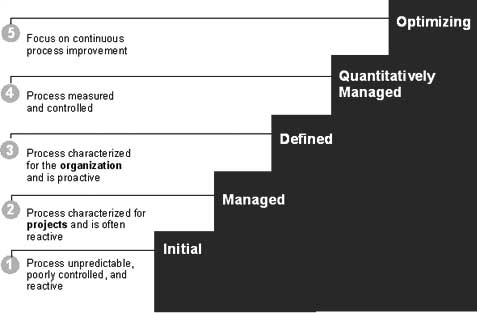 5
Optimizing
Focus on continuous
process improvement
4
Quantitatively
Managed
Process measured
and controlled
3
Defined
Process characterized
for the organization
and is proactive
2
Managed
Process characterized for
projects and is often
reactive
1
Initial
Process unpredictable,
poorly controlled, and
reactive